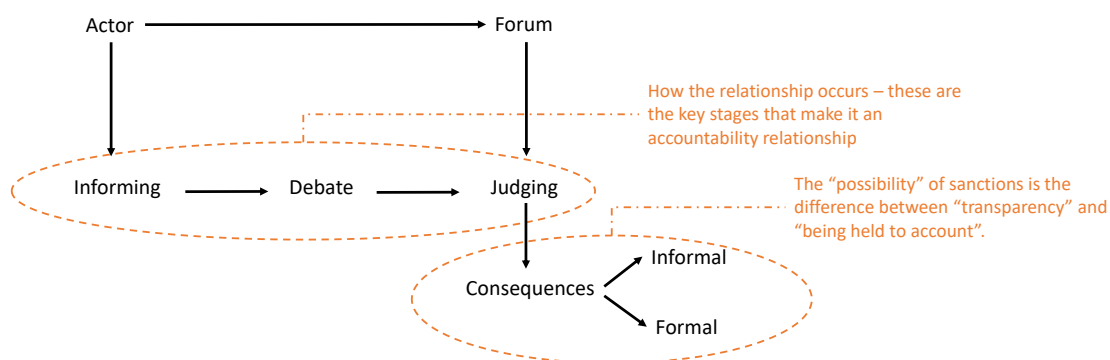 Actor
Forum
How the relationship occurs – these are
the key stages that make it an
accountability relationship
Informing
Debate
Judging
The “possibility” of sanctions is the
difference between “transparency” and
“being held to account”.
Informal
Consequences
Formal